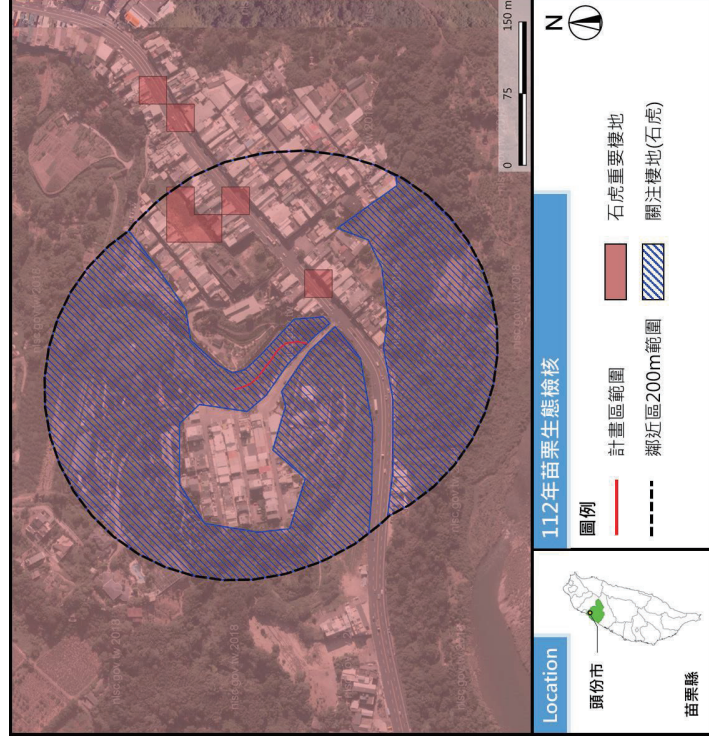 0
75
150 m
N
112年苗栗生態檢核
圖例
計畫區範圍
石虎重要棲地
鄰近區200m範圍
關注棲地(石虎)
Location
頭份市
苗栗縣